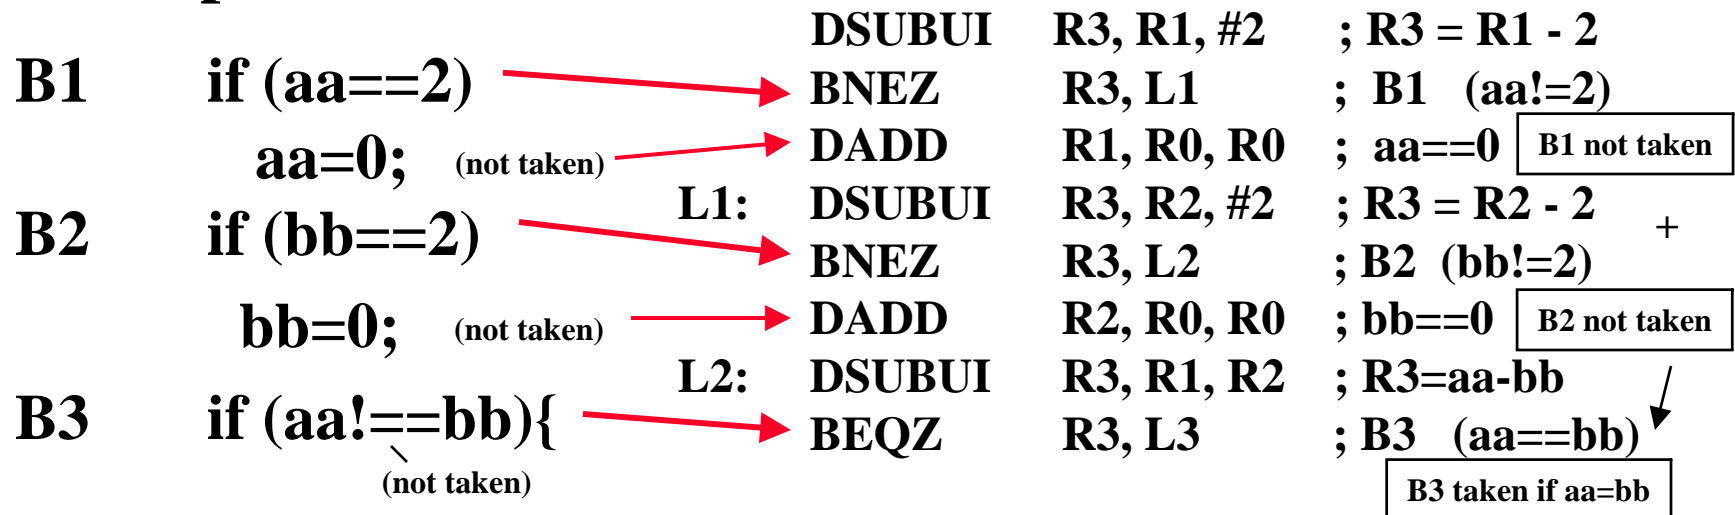 DSUBUI R3, R1, #2 ; R3 = R1 - 2
B1 if (aa==2) BNEZ R3, L1 ; B1 (aa!=2)
aa=0; (not taken) DADD R1, R0, R0 ; aa==0 B1 not taken
L1: DSUBUI R3, R2, #2 ; R3 = R2 - 2
+
B2 if (bb==2) BNEZ R3, L2 ; B2 (bb!=2)
bb=0; (not taken) DADD R2, R0, R0 ; bb==0 B2 not taken
L2: DSUBUI R3, R1, R2 ; R3=aa-bb
B3 if (aa!==bb){ BEQZ R3, L3 ; B3 (aa==bb)
(not taken) B3 taken if aa=bb